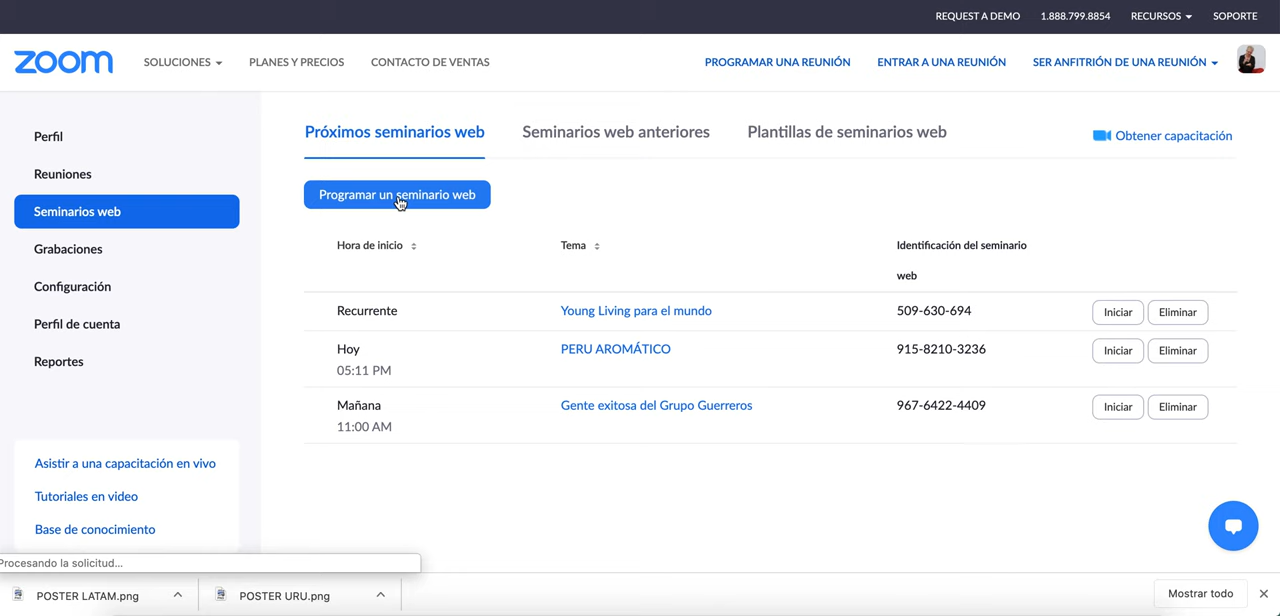 REQUEST A DEMO 1.888.799.8854 RECURSOS SOPORTE
zoom SOLUCIONES PLANES Y PRECIOS CONTACTO DE VENTAS PROGRAMAR UNA REUNIÓN ENTRAR A UNA REUNIÓN SER ANFITRIÓN DE UNA REUNIÓN
Perfil
Reuniones
Seminarios web
Grabaciones
Configuración
Perfil de cuenta
Reportes
Asistir a una capacitación en vivo
Tutoriales en video
Base de conocimiento
Próximos seminarios web Seminarios web anteriores Plantillas de seminarios web Obtener capacitación
Programar un seminario web
Hora de inicio Tema Identificación del seminario
web
Recurrente Young Living para el mundo 509-630-694 Iniciar Eliminar
Hoy PERU AROMÁTICO 915-8210-3236 Iniciar Eliminar
05:11 PM
Mañana Gente exitosa del Grupo Guerreros 967-6422-4409 Iniciar Eliminar
11:00 AM
Procesando la solicitud...
POSTER LATAM.png POSTER URU.png Mostrar todo